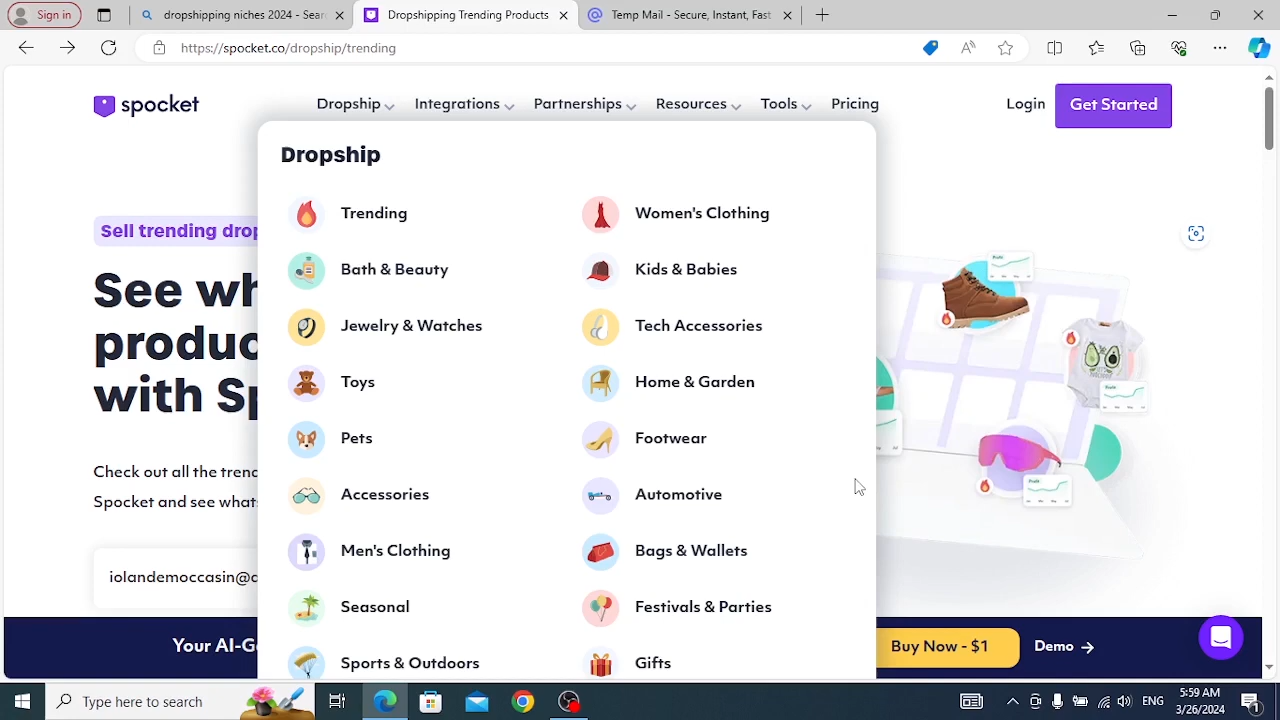 Sign in
dropshipping niches 2024 - Sear
Dropshipping Trending Products
Temp Mail - Secure, Instant, Fast
https://spocket.co/dropship/trending
spocket
Dropship
Integrations
Partnerships
Resources
Tools
Pricing
Login
Get Started
Dropship
Trending
Women's Clothing
Bath & Beauty
Kids & Babies
Jewelry & Watches
Tech Accessories
Toys
Home & Garden
Pets
Footwear
Accessories
Automotive
Men's Clothing
Bags & Wallets
Seasonal
Festivals & Parties
Sports & Outdoors
Gifts
Sell trending drop
See wh
produc
with Sp
Check out all the trend
Spocket and see whats
iolandemoccasin@
Your AI-Ge
Buy Now - $1
Demo
Type here to search
ENG
5:59 AM
3/26/2024